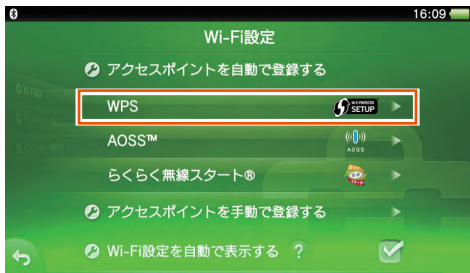 16:09
Wi-Fi設定
アクセスポイントを自動で登録する
WPS
WI-FI PROTECTED
SETUP
AOSS™
AOSS
らくらく無線スタート®
アクセスポイントを手動で登録する
Wi-Fi設定を自動で表示する ?